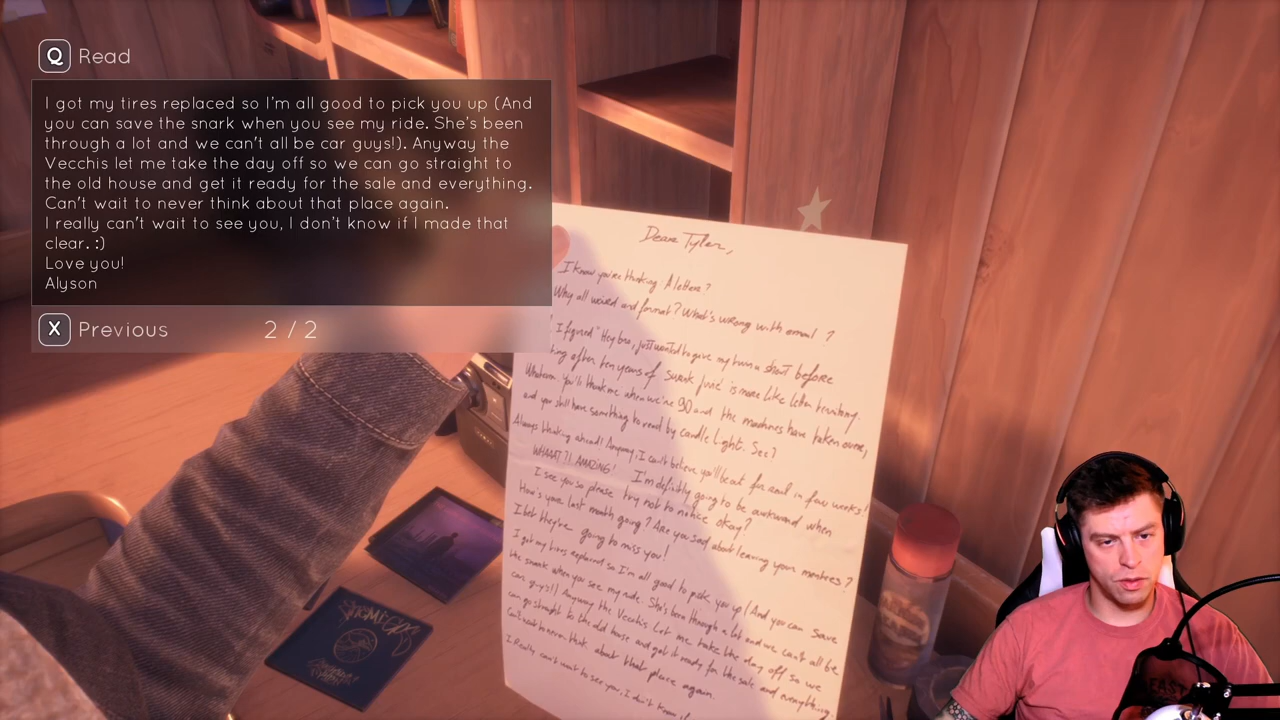 Q Read
I got my tires replaced so I'm all good to pick you up (And
you can save the snark when you see my ride. She's been
through a lot and we can't all be car guys!). Anyway the
Vecchis let me take the day off so we can go straight to
the old house and get it ready for the sale and everything.
Can't wait to never think about that place again.
I really can't wait to see you, I don't know if I made that
clear. :)
Love you!
Alyson
X Previous 2 / 2
Dear Tyler,
I know you're thinking. A letter?
Why all weird and formal? What's wrong with email ?
I figured "Hey bro, just wanted to give my turn a shout before
ing after ten years of is more like letter
Whatever. You'll thank me when we're 90 and the machines have taken over,
and you still have something to read by candle light. See?
Always thinking ahead! Anyway, I can't believe you'll be out for real in few weeks!
WHAAAT?! AMAZING! I'm definitly going to be awkward when
I see you so please try not to notice okay?
How's your last month going? Are you sad about leaving your mentees?
I bet they're going to miss you!
I got my tires replaced so I'm all good to pick you up (And you can save
the snark when you see my ride. She's been through a lot and we can't all be
car guys!) Anyway the Vecchis let me take the day off so we
can go straight to the old house and get it ready for the sale and everything.
Can't wait to never think about that place again.
I really can't wait to see you, I don't know if